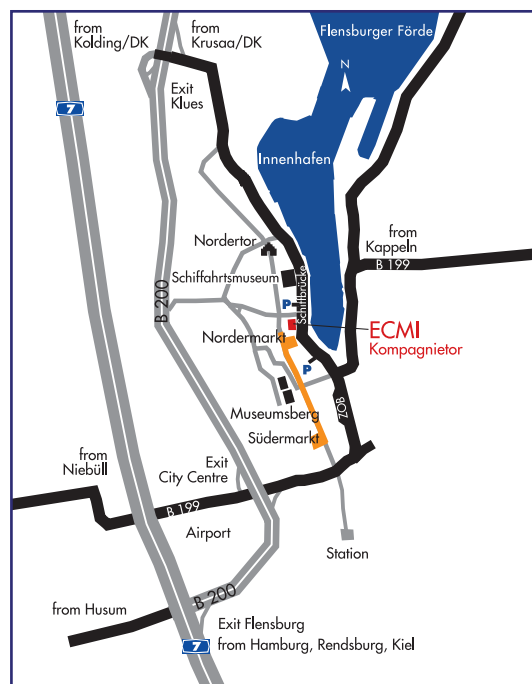 from
Kolding/DK
from
Krusaa/DK
Flensburger Förde
N
7
Exit
Klues
Innenhafen
from
Kappeln
B 199
Nordertor
Schiffahrtsmuseum
Schiffbrücke
B 200
P
ECMI
Kompagnietor
Nordermarkt
P
Museumsberg
ZOB
Südermarkt
from
Niebüll
Exit
City Centre
B 199
Airport
Station
B 200
from Husum
Exit Flensburg
7
from Hamburg, Rendsburg, Kiel